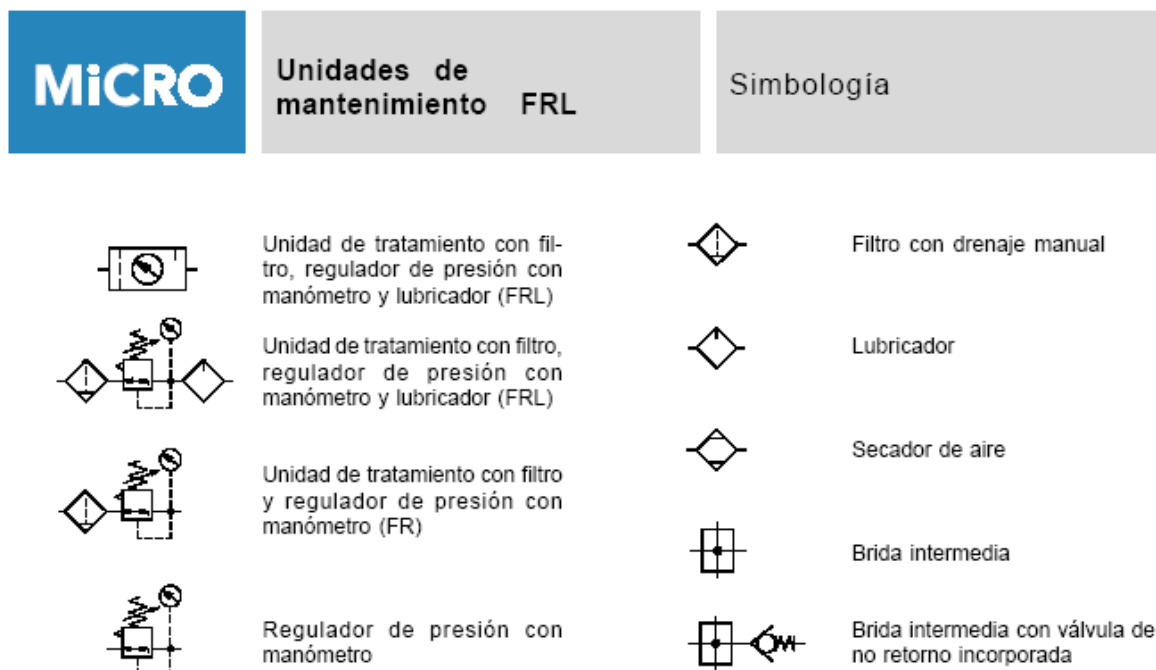 MiCRO
Unidades de
mantenimiento FRL
Simbología
Unidad de tratamiento con fil-
tro, regulador de presión con
manómetro y lubricador (FRL)
Unidad de tratamiento con filtro,
regulador de presión con
manómetro y lubricador (FRL)
Unidad de tratamiento con filtro
y regulador de presión con
manómetro (FR)
Regulador de presión con
manómetro
Filtro con drenaje manual
Lubricador
Secador de aire
Brida intermedia
Brida intermedia con válvula de
no retorno incorporada